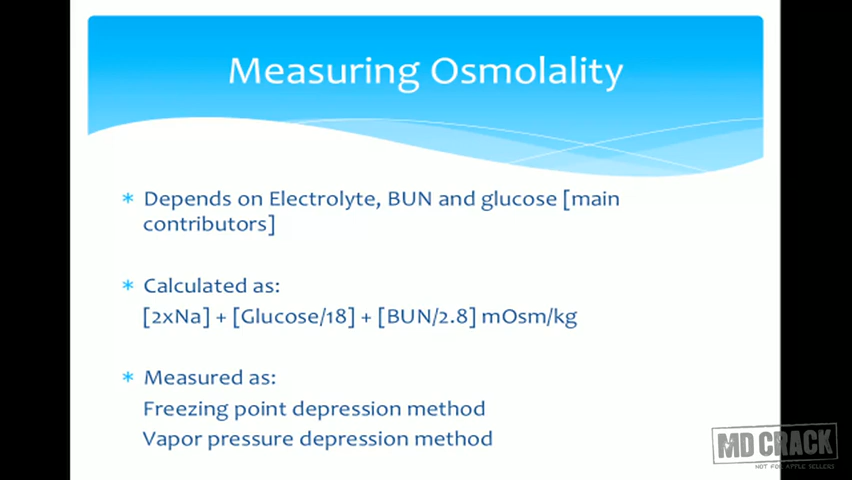 Measuring Osmolality
* Depends on Electrolyte, BUN and glucose [main
contributors]
* Calculated as:
[2xNa] + [Glucose/18] + [BUN/2.8] mOsm/kg
* Measured as:
Freezing point depression method
Vapor pressure depression method
MD CRACK
NOT FOR APPLE SELLERS